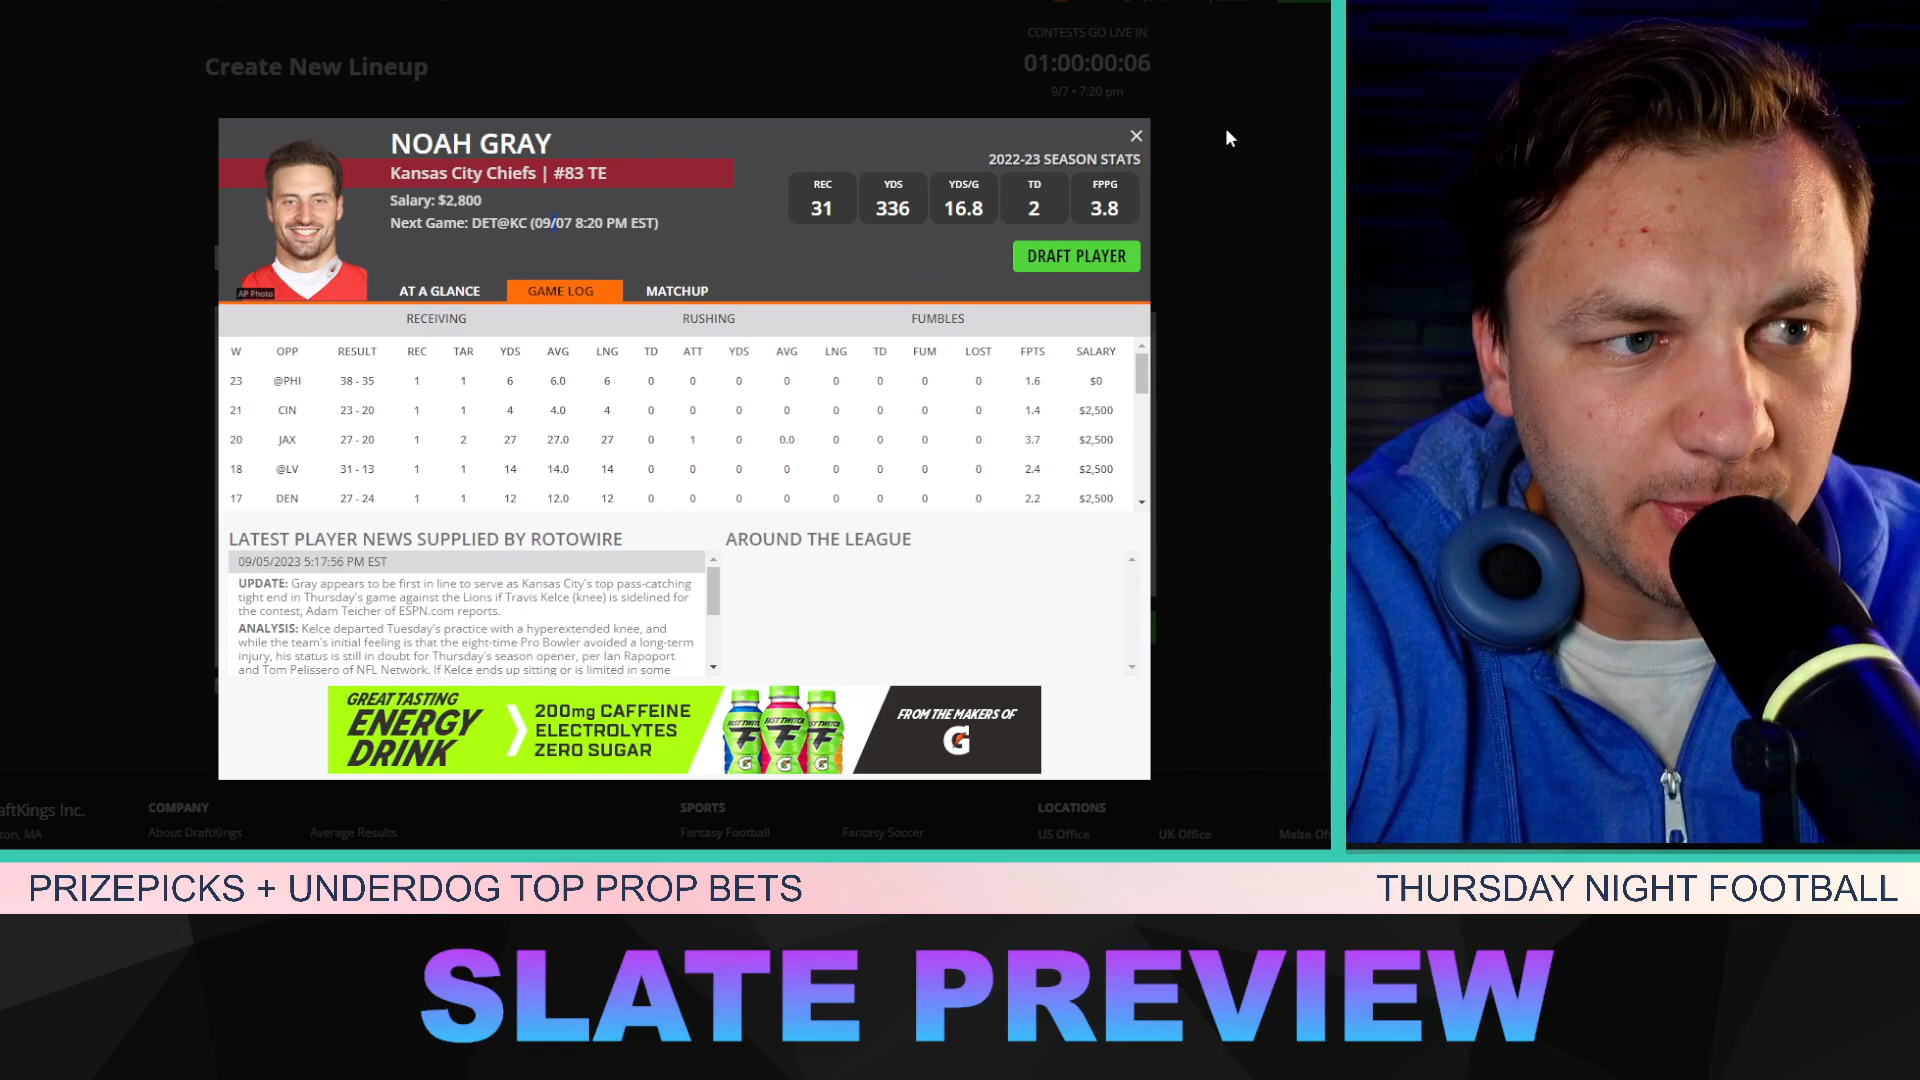 Create New Lineup
CONTESTS GO LIVE IN
01:00:00:06
9/7 • 7:20 pm
NOAH GRAY
Kansas City Chiefs | #83 TE
Salary: $2,800
Next Game: DET@KC (09/07 8:20 PM EST)
AP Photo
2022-23 SEASON STATS
REC YDS YDS/G TD FPPG
31 336 16.8 2 3.8
DRAFT PLAYER
AT A GLANCE GAME LOG MATCHUP
RECEIVING RUSHING FUMBLES
W OPP RESULT REC TAR YDS AVG LNG TD ATT YDS AVG LNG TD FUM LOST FPTS SALARY
23 @PHI 38 - 35 1 1 6 6.0 6 0 0 0 0 0 0 0 0 1.6 $0
21 CIN 23 - 20 1 1 4 4.0 4 0 0 0 0 0 0 0 0 1.4 $2,500
20 JAX 27 - 20 1 2 27 27.0 27 0 1 0 0.0 0 0 0 0 3.7 $2,500
18 @LV 31 - 13 1 1 14 14.0 14 0 0 0 0 0 0 0 0 2.4 $2,500
17 DEN 27 - 24 1 1 12 12.0 12 0 0 0 0 0 0 0 0 2.2 $2,500
LATEST PLAYER NEWS SUPPLIED BY ROTOWIRE
AROUND THE LEAGUE
09/05/2023 5:17:56 PM EST
UPDATE: Gray appears to be first in line to serve as Kansas City's top pass-catching
tight end in Thursday's game against the Lions if Travis Kelce (knee) is sidelined for
the contest, Adam Teicher of ESPN.com reports.
ANALYSIS: Kelce departed Tuesday's practice with a hyperextended knee, and
while the team's initial feeling is that the eight-time Pro Bowler avoided a long-term
injury, his status is still in doubt for Thursday's season opener, per Ian Rapoport
and Tom Pelissero of NFL Network. If Kelce ends up sitting or is limited in some
GREAT TASTING
ENERGY
DRINK
200mg CAFFEINE
ELECTROLYTES
ZERO SUGAR
FAST TWITCH
FROM THE MAKERS OF
G
aftKings Inc.
ton, MA
COMPANY
About DraftKings Average Results
SPORTS
Fantasy Football Fantasy Soccer
LOCATIONS
US Office UK Office Malta Off
PRIZEPICKS + UNDERDOG TOP PROP BETS
THURSDAY NIGHT FOOTBALL
SLATE PREVIEW